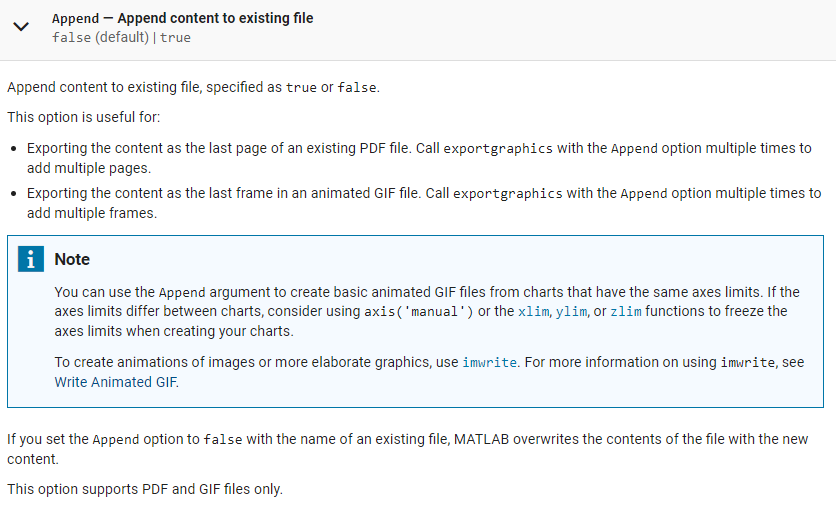 Append — Append content to existing file
false (default) | true
Append content to existing file, specified as true or false.
This option is useful for:
• Exporting the content as the last page of an existing PDF file. Call exportgraphics with the Append option multiple times to
add multiple pages.
• Exporting the content as the last frame in an animated GIF file. Call exportgraphics with the Append option multiple times to
add multiple frames.
i Note
You can use the Append argument to create basic animated GIF files from charts that have the same axes limits. If the
axes limits differ between charts, consider using axis('manual') or the xlim, ylim, or zlim functions to freeze the
axes limits when creating your charts.
To create animations of images or more elaborate graphics, use imwrite. For more information on using imwrite, see
Write Animated GIF.
If you set the Append option to false with the name of an existing file, MATLAB overwrites the contents of the file with the new
content.
This option supports PDF and GIF files only.